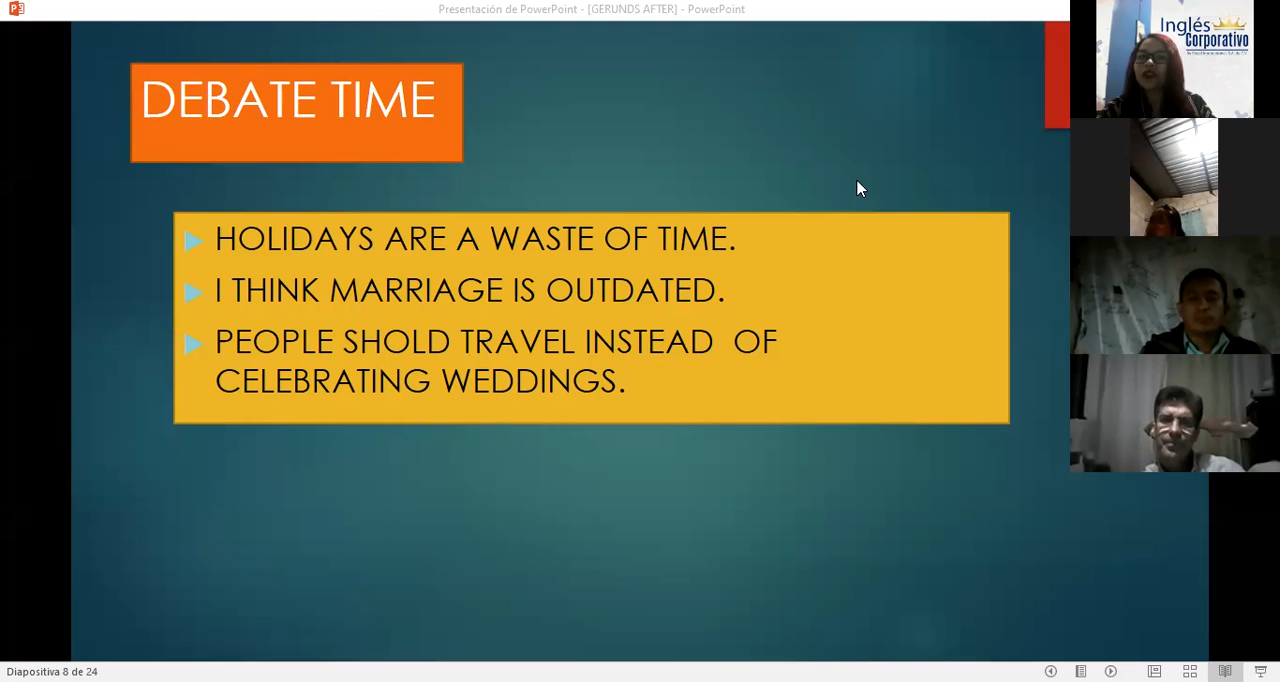 Presentación de PowerPoint - [GERUNDS AFTER] - PowerPoint
Inglés
Corporativo
DEBATE TIME
HOLIDAYS ARE A WASTE OF TIME.
I THINK MARRIAGE IS OUTDATED.
PEOPLE SHOLD TRAVEL INSTEAD OF
CELEBRATING WEDDINGS.
Diapositiva 8 de 24